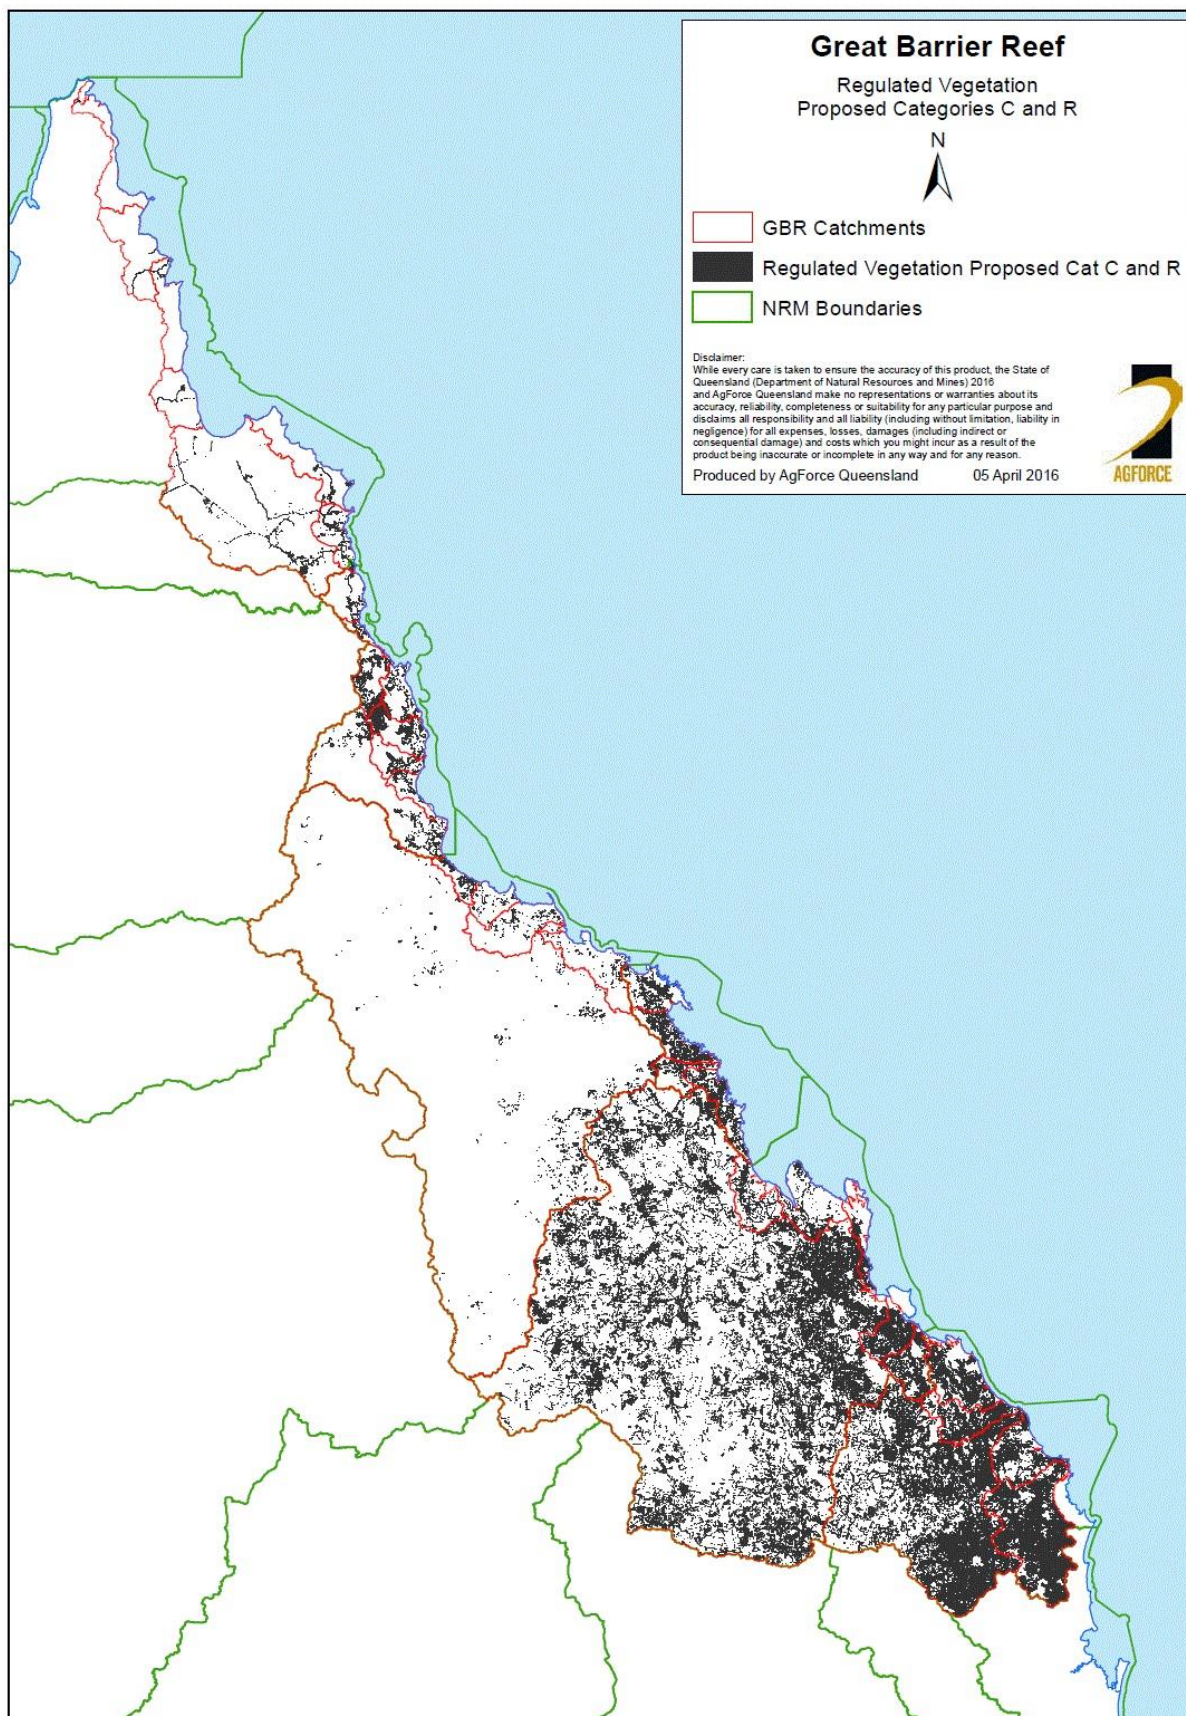 Great Barrier Reef
Regulated Vegetation
Proposed Categories C and R
N
GBR Catchments
Regulated Vegetation Proposed Cat C and R
NRM Boundaries
Disclaimer:
While every care is taken to ensure the accuracy of this product, the State of
Queensland (Department of Natural Resources and Mines) 2016
and AgForce Queensland make no representations or warranties about its
accuracy, reliability, completeness or suitability for any particular purpose and
disclaims all responsibility and all liability (including without limitation, liability in
negligence) for all expenses, losses, damages (including indirect or
consequential damage) and costs which you might incur as a result of the
product being inaccurate or incomplete in any way and for any reason.
Produced by AgForce Queensland 05 April 2016
AGFORCE